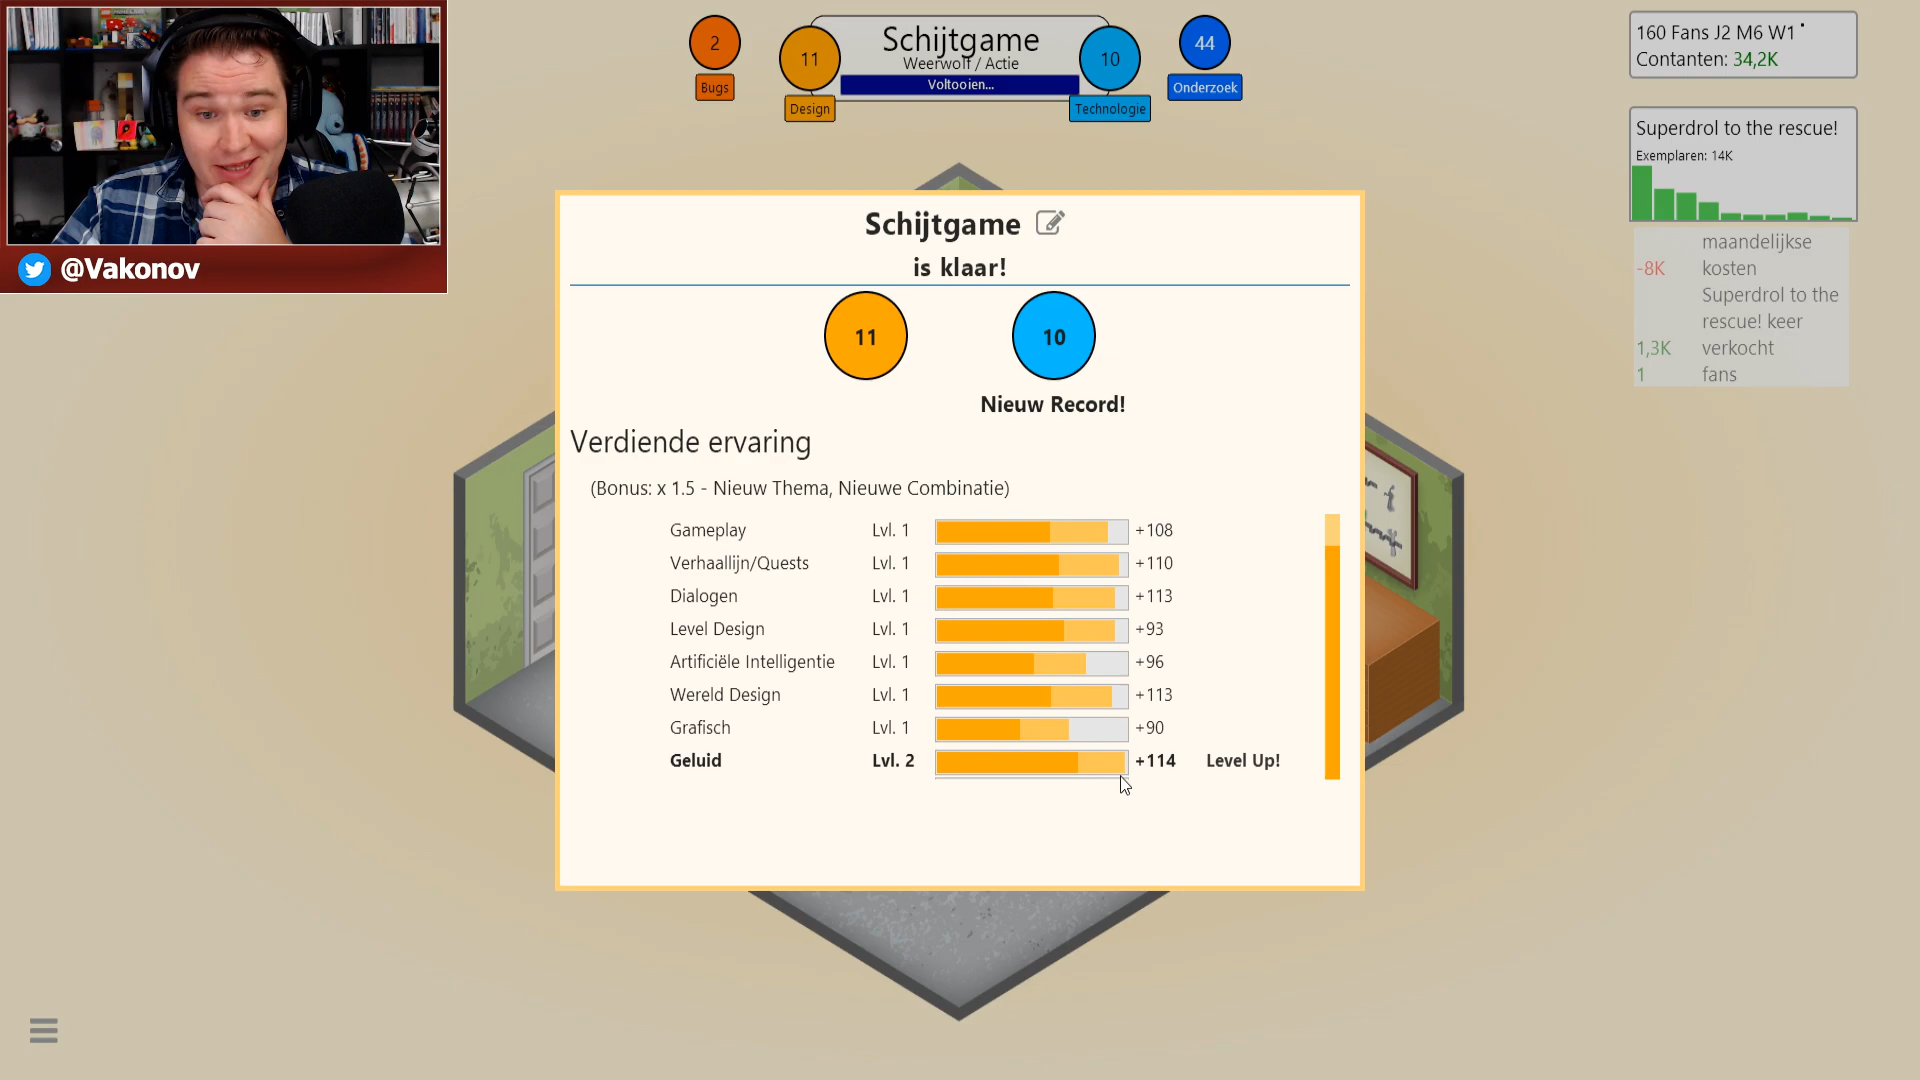 @Vakonov
2
Bugs
11
Design
Schijtgame
Weerwolf / Actie
Voltooien...
10
Technologie
44
Onderzoek
160 Fans J2 M6 W1
Contanten: 34,2K
Superdrol to the rescue!
Exemplaren: 14K
maandelijkse
-8K kosten
Superdrol to the
rescue! keer
1,3K verkocht
1 fans
Schijtgame
is klaar!
11
10
Nieuw Record!
Verdiende ervaring
(Bonus: x 1.5 - Nieuw Thema, Nieuwe Combinatie)
Gameplay Lvl. 1 +108
Verhaallijn/Quests Lvl. 1 +110
Dialogen Lvl. 1 +113
Level Design Lvl. 1 +93
Artificiële Intelligentie Lvl. 1 +96
Wereld Design Lvl. 1 +113
Grafisch Lvl. 1 +90
Geluid Lvl. 2 +114 Level Up!